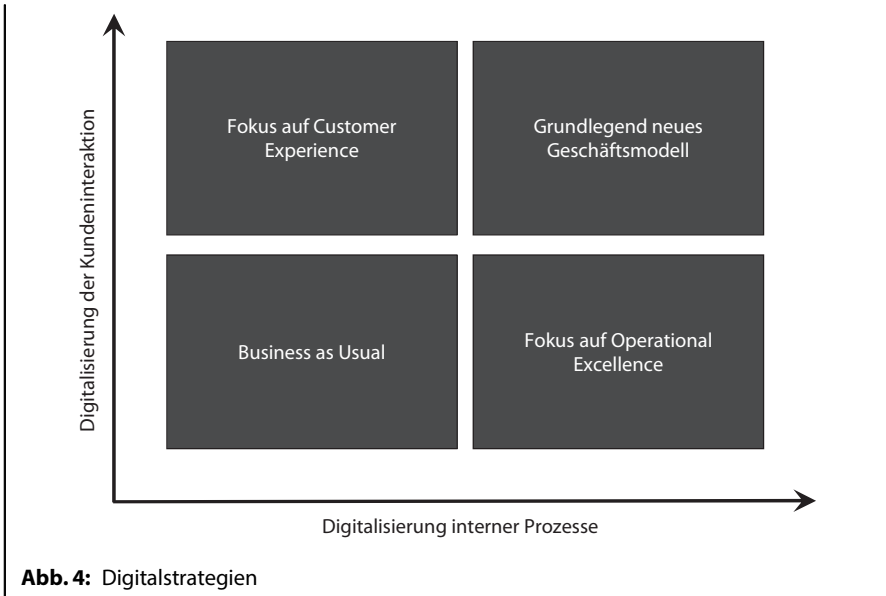 Digitalisierung der Kundeninteraktion
Fokus auf Customer
Experience
Grundlegend neues
Geschäftsmodell
Business as Usual
Fokus auf Operational
Excellence
Digitalisierung interner Prozesse
Abb. 4: Digitalstrategien